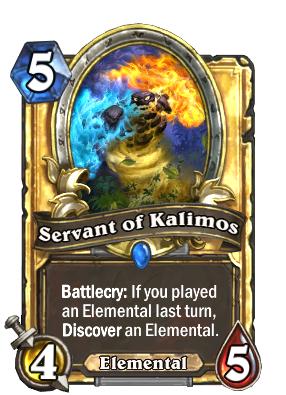 5
Servant of Kalimos
Battlecry: If you played
an Elemental last turn,
Discover an Elemental.
4
Elemental
5